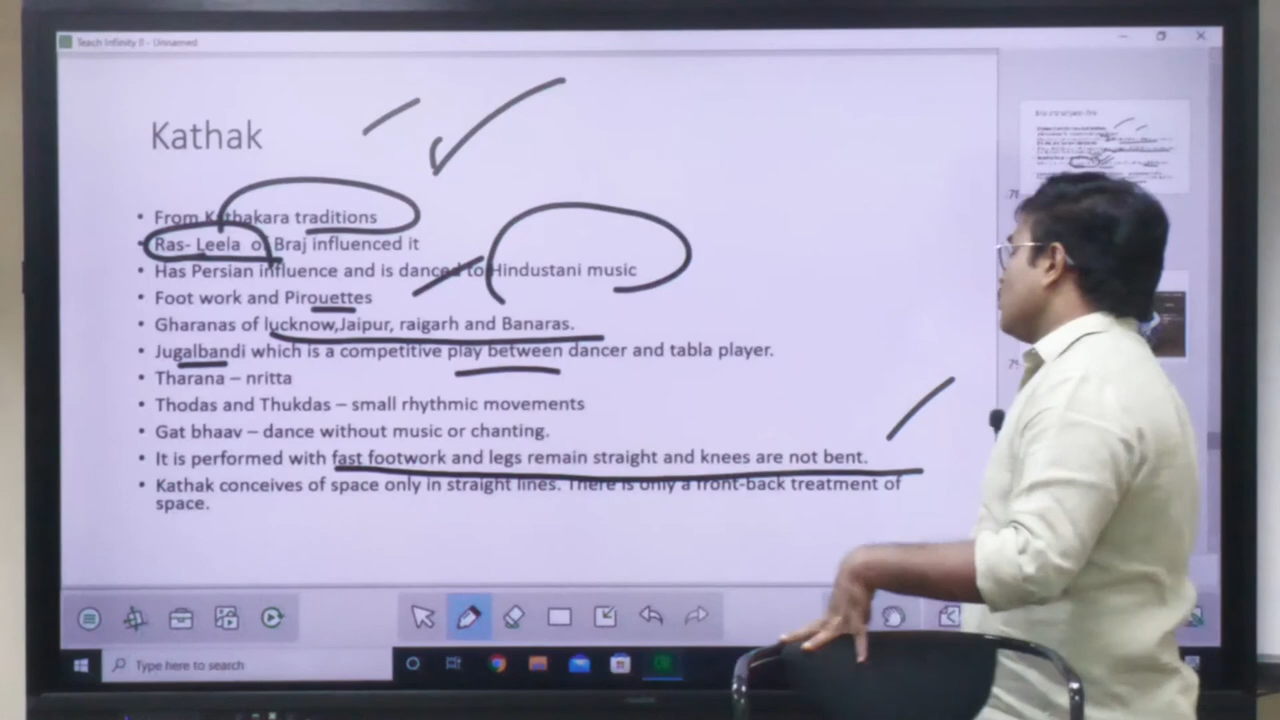 Teach Infinity II - Unnamed
Kathak
• From Kathakara traditions
• Ras- Leela of Braj influenced it
• Has Persian influence and is danced to Hindustani music
• Foot work and Pirouettes
• Gharanas of lucknow,Jaipur, raigarh and Banaras.
• Jugalbandi which is a competitive play between dancer and tabla player.
• Tharana – nritta
• Thodas and Thukdas – small rhythmic movements
• Gat bhaav – dance without music or chanting.
• It is performed with fast footwork and legs remain straight and knees are not bent.
• Kathak conceives of space only in straight lines. There is only a front-back treatment of
space.
Type here to search